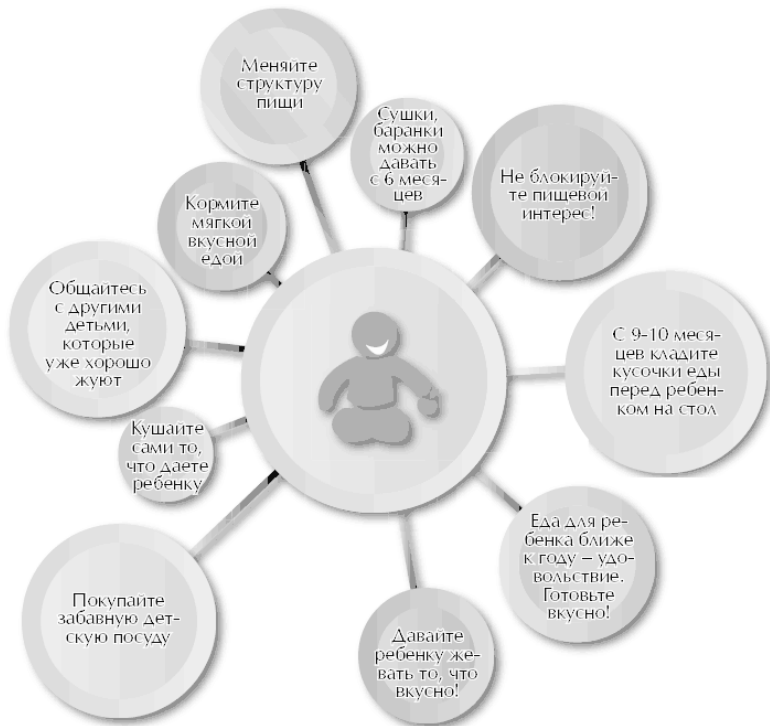 Меняйте
структуру
пищи
Сушки,
баранки
можно
давать
с 6 меся-
цев
Не блокируй-
те пищевой
интерес!
Кормите
мягкой
вкусной
едой
Общайтесь
с другими
детьми,
которые
уже хорошо
жуют
С 9-10 меся-
цев кладите
кусочки еды
перед ребен-
ком на стол
Кушайте
сами то,
что даете
ребенку
Еда для ре-
бенка ближе
к году – удо-
вольствие.
Готовьте
вкусно!
Покупайте
забавную дет-
скую посуду
Давайте
ребенку же-
вать то, что
вкусно!